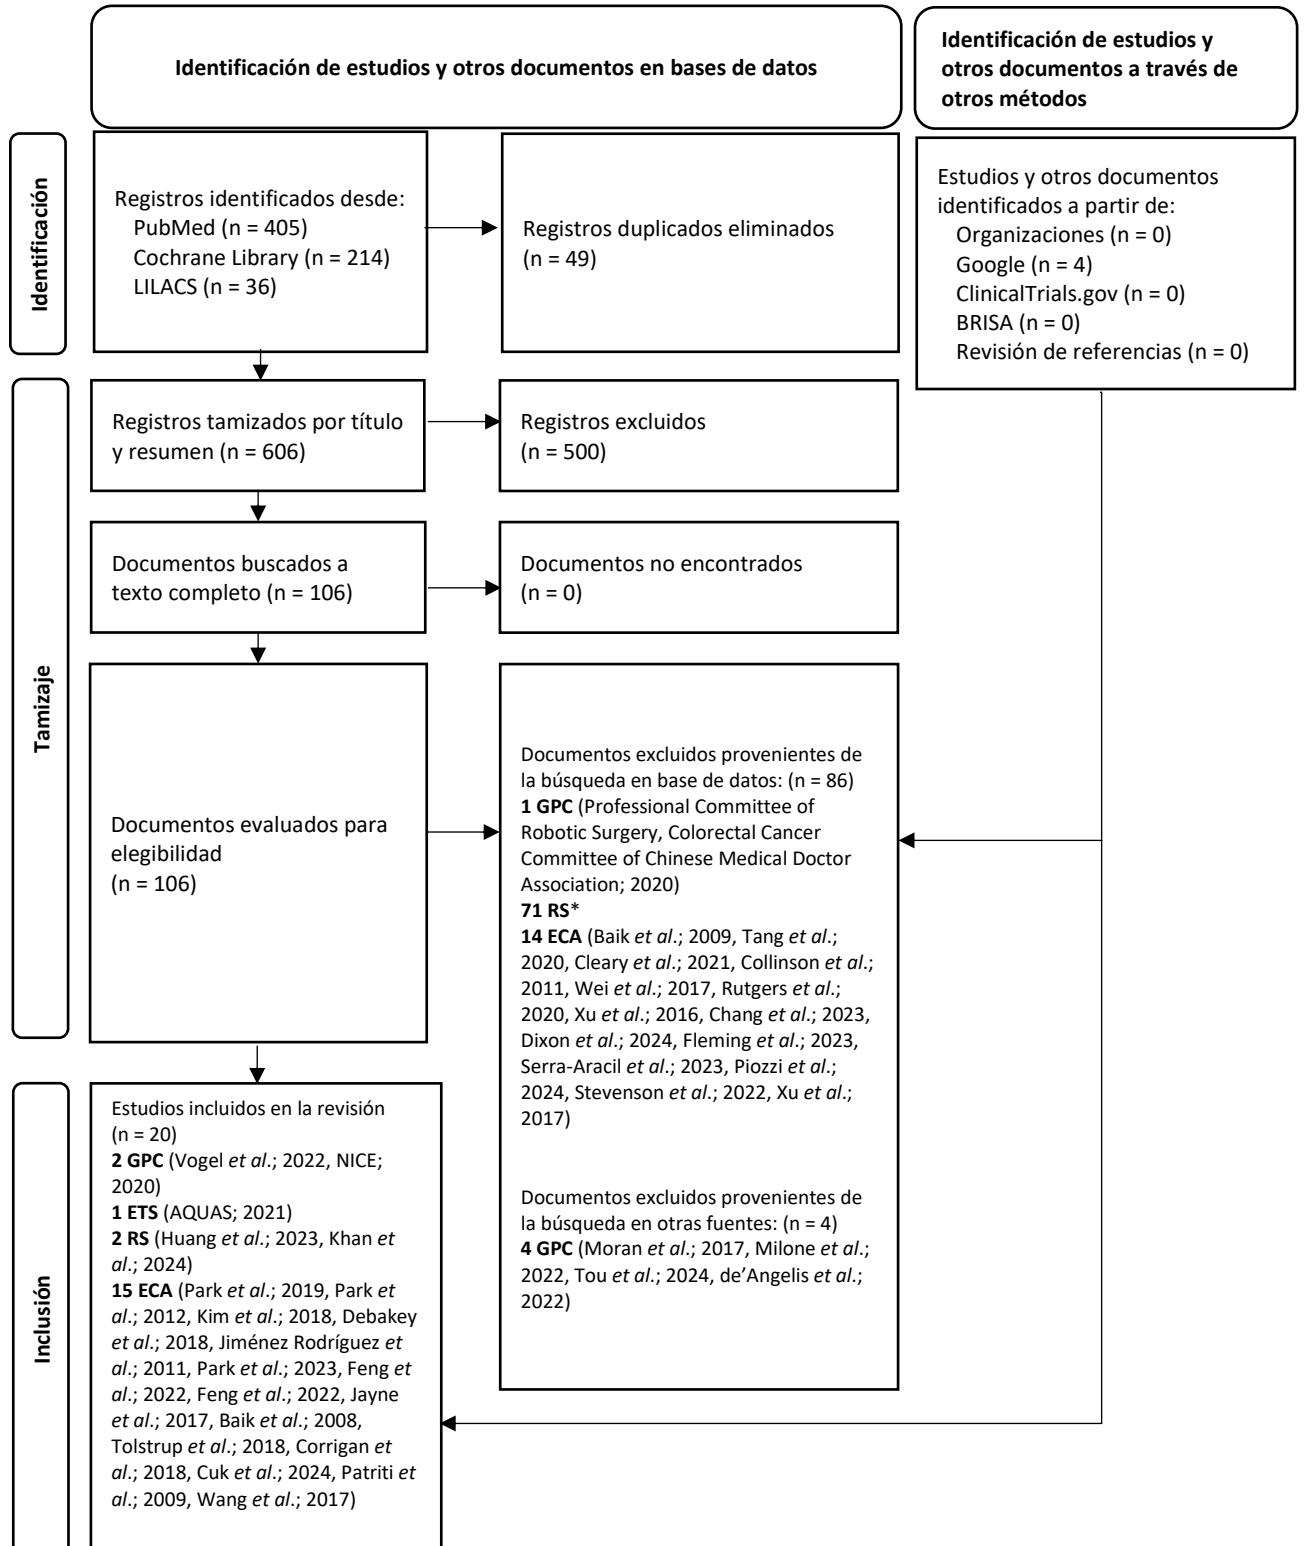 Identificación de estudios y otros documentos en bases de datos
Identificación de estudios y
otros documentos a través de
otros métodos
Identificación
Registros identificados desde:
PubMed (n = 405)
Cochrane Library (n = 214)
LILACS (n = 36)
Registros duplicados eliminados
(n = 49)
Estudios y otros documentos
identificados a partir de:
Organizaciones (n = 0)
Google (n = 4)
ClinicalTrials.gov (n = 0)
BRISA (n = 0)
Revisión de referencias (n = 0)
Tamizaje
Registros tamizados por título
y resumen (n = 606)
Registros excluidos
(n = 500)
Documentos buscados a
texto completo (n = 106)
Documentos no encontrados
(n = 0)
Documentos evaluados para
elegibilidad
(n = 106)
Documentos excluidos provenientes de
la búsqueda en base de datos: (n = 86)
1 GPC (Professional Committee of
Robotic Surgery, Colorectal Cancer
Committee of Chinese Medical Doctor
Association; 2020)
71 RS*
14 ECA (Baik et al.; 2009, Tang et al.;
2020, Cleary et al.; 2021, Collinson et al.;
2011, Wei et al.; 2017, Rutgers et al.;
2020, Xu et al.; 2016, Chang et al.; 2023,
Dixon et al.; 2024, Fleming et al.; 2023,
Serra-Aracil et al.; 2023, Piozzi et al.;
2024, Stevenson et al.; 2022, Xu et al.;
2017)
Documentos excluidos provenientes de
la búsqueda en otras fuentes: (n = 4)
4 GPC (Moran et al.; 2017, Milone et al.;
2022, Tou et al.; 2024, de’Angelis et al.;
2022)
Inclusión
Estudios incluidos en la revisión
(n = 20)
2 GPC (Vogel et al.; 2022, NICE;
2020)
1 ETS (AQUAS; 2021)
2 RS (Huang et al.; 2023, Khan et
al.; 2024)
15 ECA (Park et al.; 2019, Park et
al.; 2012, Kim et al.; 2018, Debakey
et al.; 2018, Jiménez Rodríguez et
al.; 2011, Park et al.; 2023, Feng et
al.; 2022, Feng et al.; 2022, Jayne
et al.; 2017, Baik et al.; 2008,
Tolstrup et al.; 2018, Corrigan et
al.; 2018, Cuk et al.; 2024, Patriti et
al.; 2009, Wang et al.; 2017)